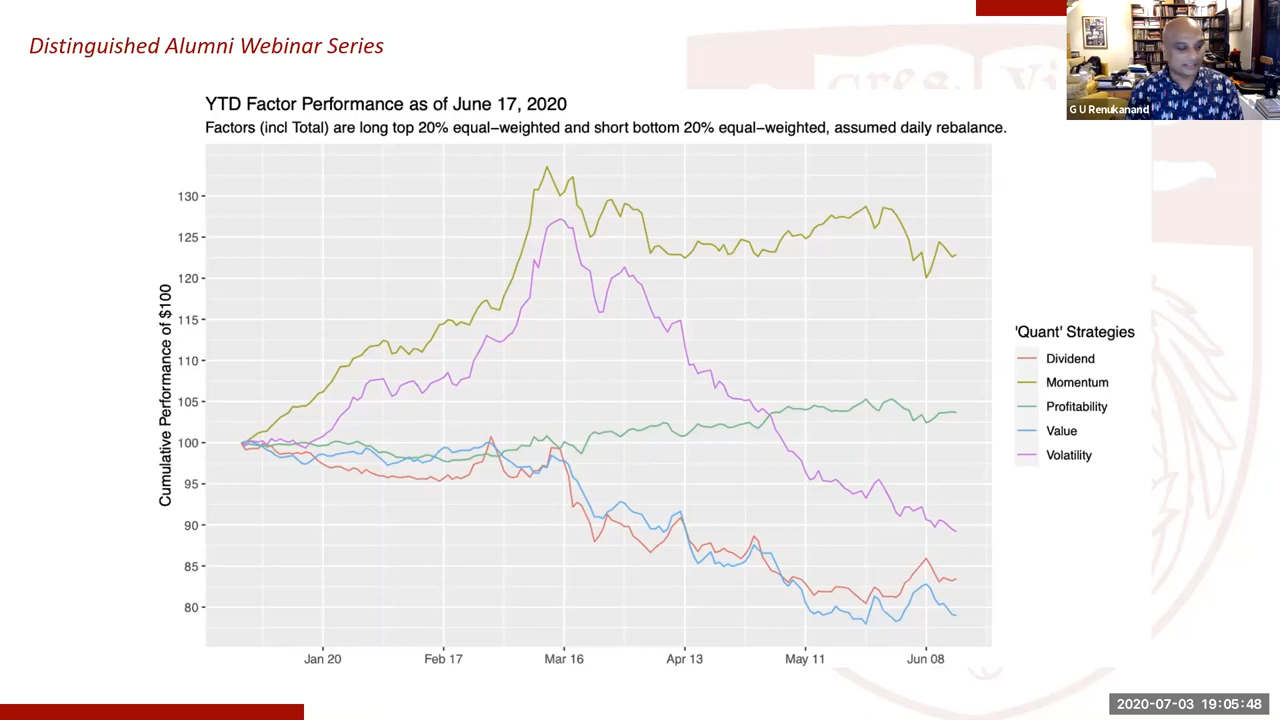 Distinguished Alumni Webinar Series
G U Renukanand
YTD Factor Performance as of June 17, 2020
Factors (incl Total) are long top 20% equal−weighted and short bottom 20% equal−weighted, assumed daily rebalance.
Cumulative Performance of $100
130
125
120
115
110
105
100
95
90
85
80
Jan 20
Feb 17
Mar 16
Apr 13
May 11
Jun 08
'Quant' Strategies
Dividend
Momentum
Profitability
Value
Volatility
2020-07-03 19:05:48